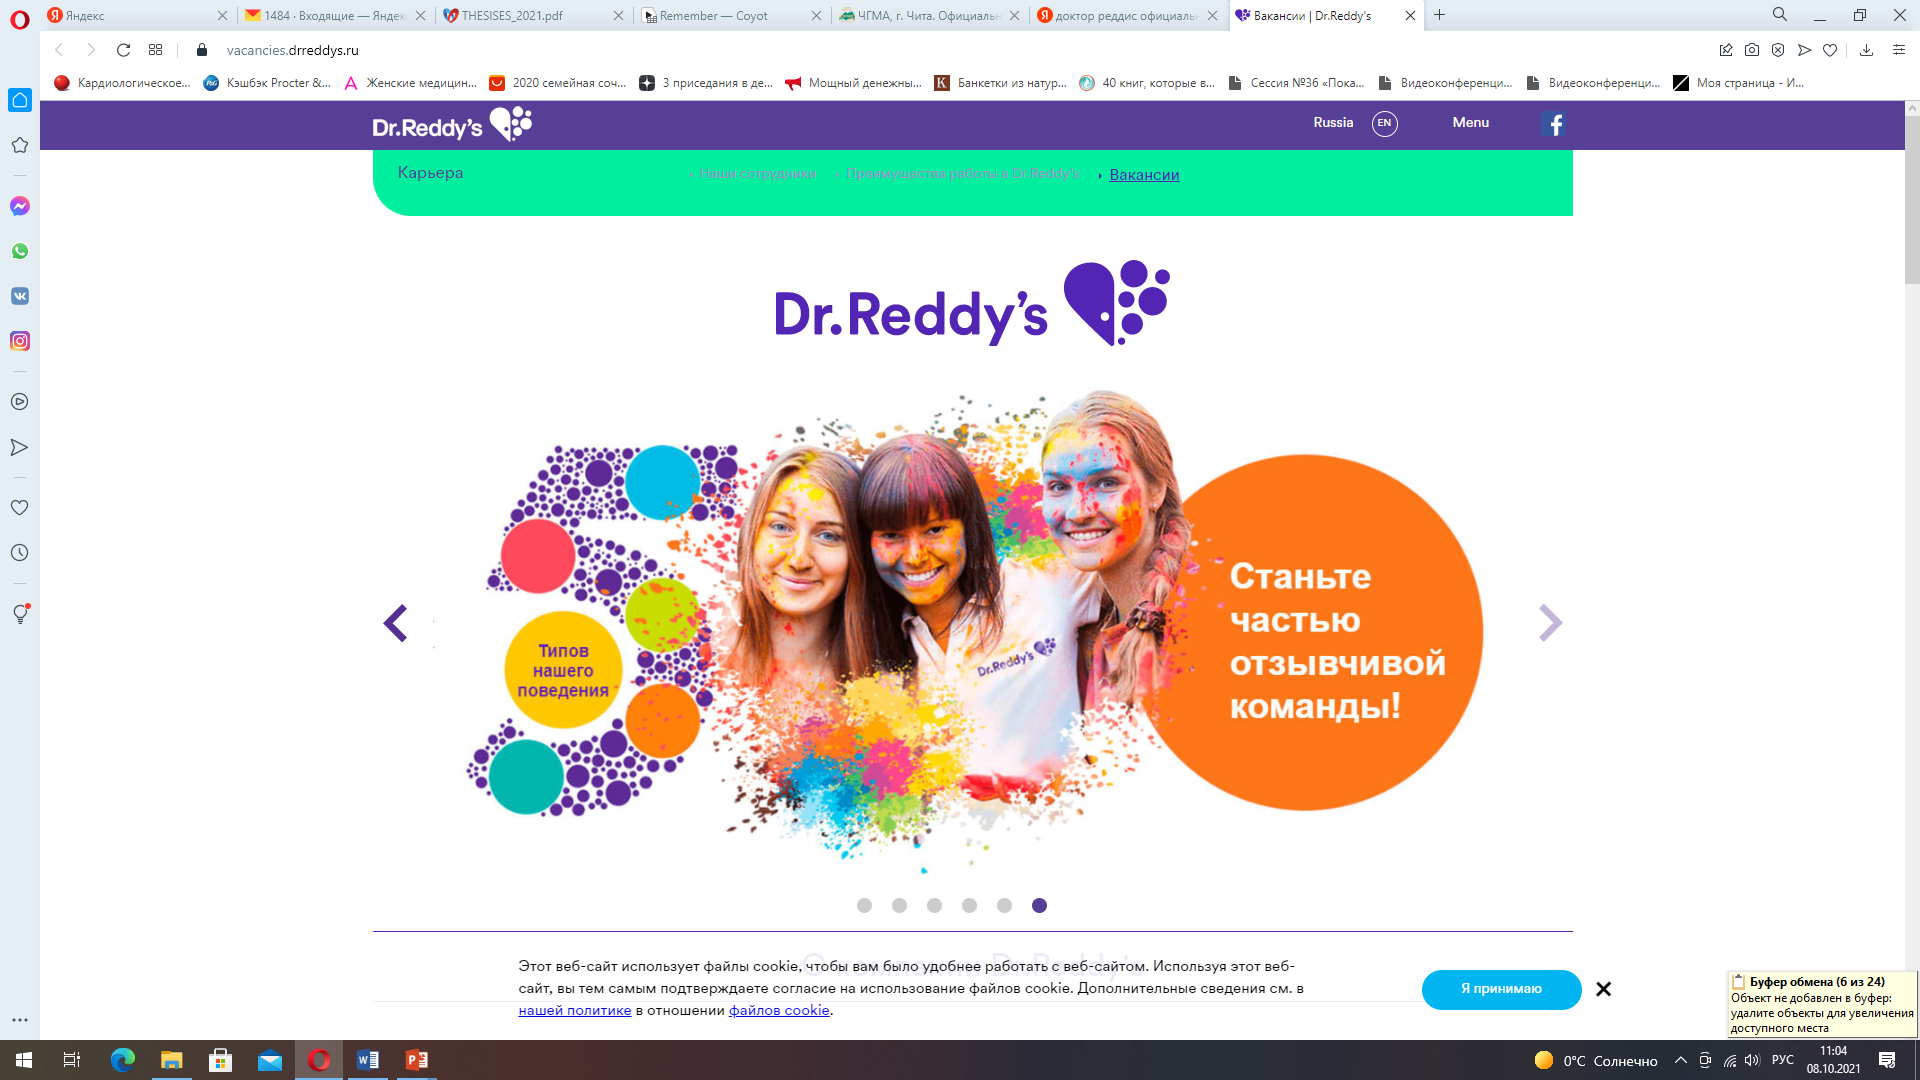 Яндекс
1484 · Входящие — Яндекс
THESISES_2021.pdf
Remember — Coyot
ЧГМА, г. Чита. Официальн
доктор реддис официальн
Вакансии | Dr.Reddy's
vacancies.drreddys.ru
Кардиологическое...
Кэшбэк Procter &...
Женские медицин...
2020 семейная соч...
3 приседания в де...
Мощный денежны...
Банкетки из натур...
40 книг, которые в...
Сессия №36 «Пока...
Видеоконференци...
Видеоконференци...
Моя страница - И...
Dr.Reddy's
Russia
EN
Menu
Карьера
Наши сотрудники
Преимущества работы в Dr.Reddy's
Вакансии
Dr.Reddy's
Типов
нашего
поведения
Dr.Reddy's
Станьте
частью
отзывчивой
команды!
О компании Dr.Reddy's
Этот веб-сайт использует файлы cookie, чтобы вам было удобнее работать с веб-сайтом. Используя этот веб-
сайт, вы тем самым подтверждаете согласие на использование файлов cookie. Дополнительные сведения см. в
нашей политике в отношении файлов cookie.
Я принимаю
Буфер обмена (6 из 24)
Объект не добавлен в буфер:
удалите объекты для увеличения
доступного места
0°C Солнечно
РУС
11:04
08.10.2021